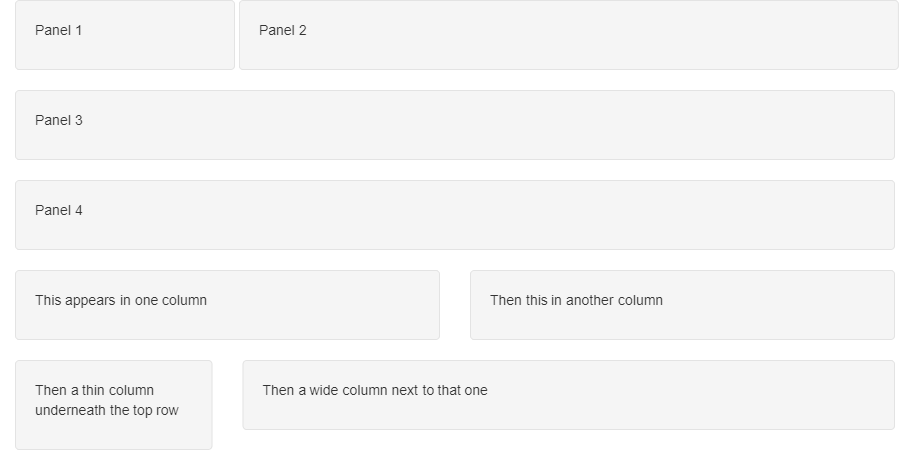 Panel 1
Panel 2
Panel 3
Panel 4
This appears in one column
Then this in another column
Then a thin column
underneath the top row
Then a wide column next to that one